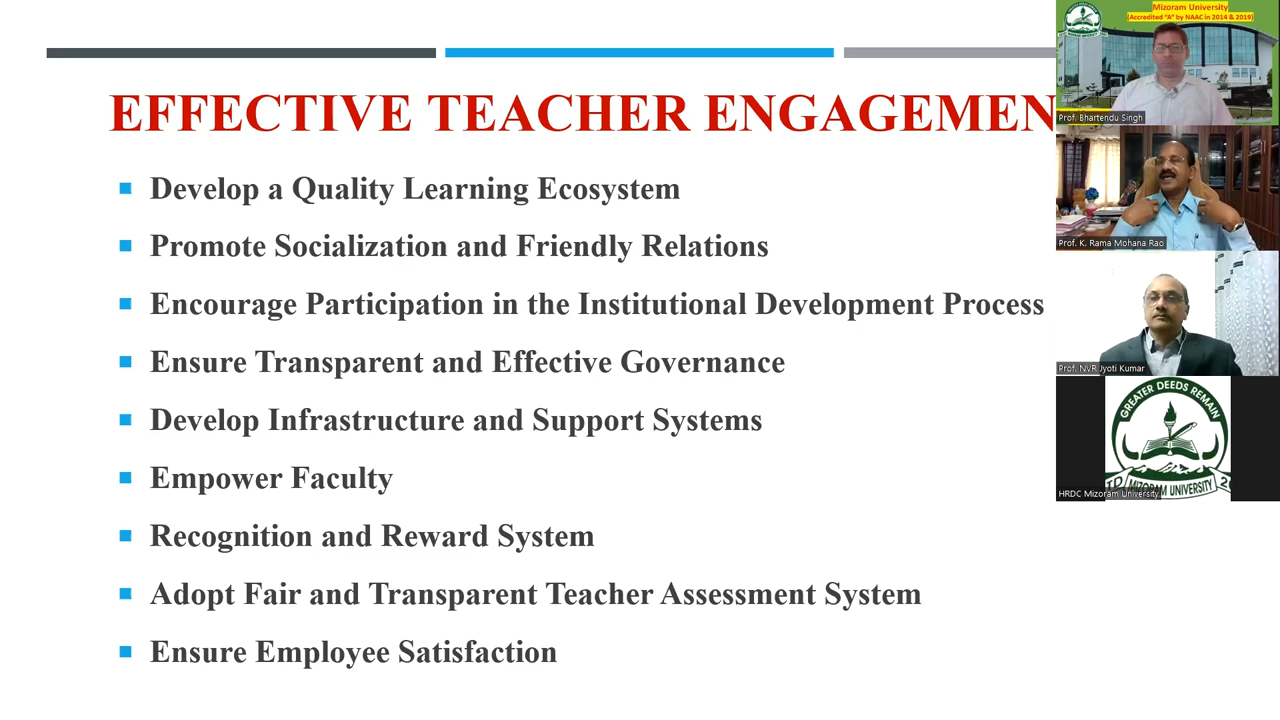 EFFECTIVE TEACHER ENGAGEMEN
Develop a Quality Learning Ecosystem
Promote Socialization and Friendly Relations
Encourage Participation in the Institutional Development Process
Ensure Transparent and Effective Governance
Develop Infrastructure and Support Systems
Empower Faculty
Recognition and Reward System
Adopt Fair and Transparent Teacher Assessment System
Ensure Employee Satisfaction
Mizoram University
(Accredited "A" by NAAC in 2014 & 2019)
Prof. Bhartendu Singh
Prof. K. Rama Mohana Rao
Prof. NVR Jyoti Kumar
GREATER DEEDS REMAIN
MIZORAM UNIVERSITY
HRDC Mizoram University